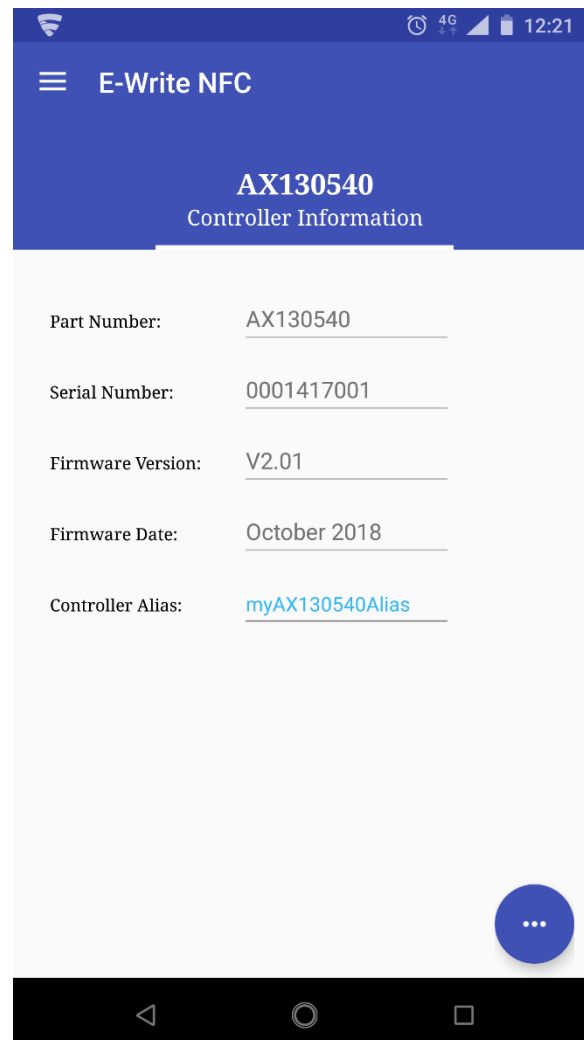 4G 12:21
E-Write NFC
AX130540
Controller Information
Part Number: AX130540
Serial Number: 0001417001
Firmware Version: V2.01
Firmware Date: October 2018
Controller Alias: myAX130540Alias